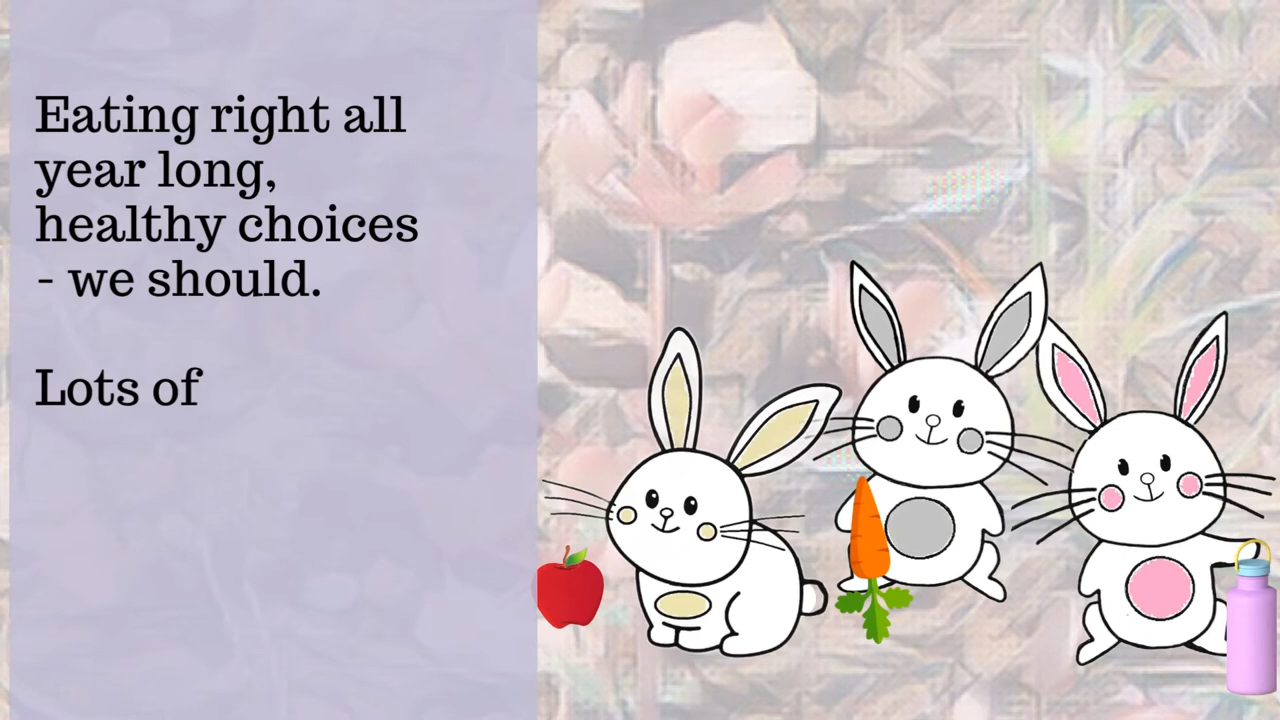 Eating right all
year long,
healthy choices
- we should.
Lots of